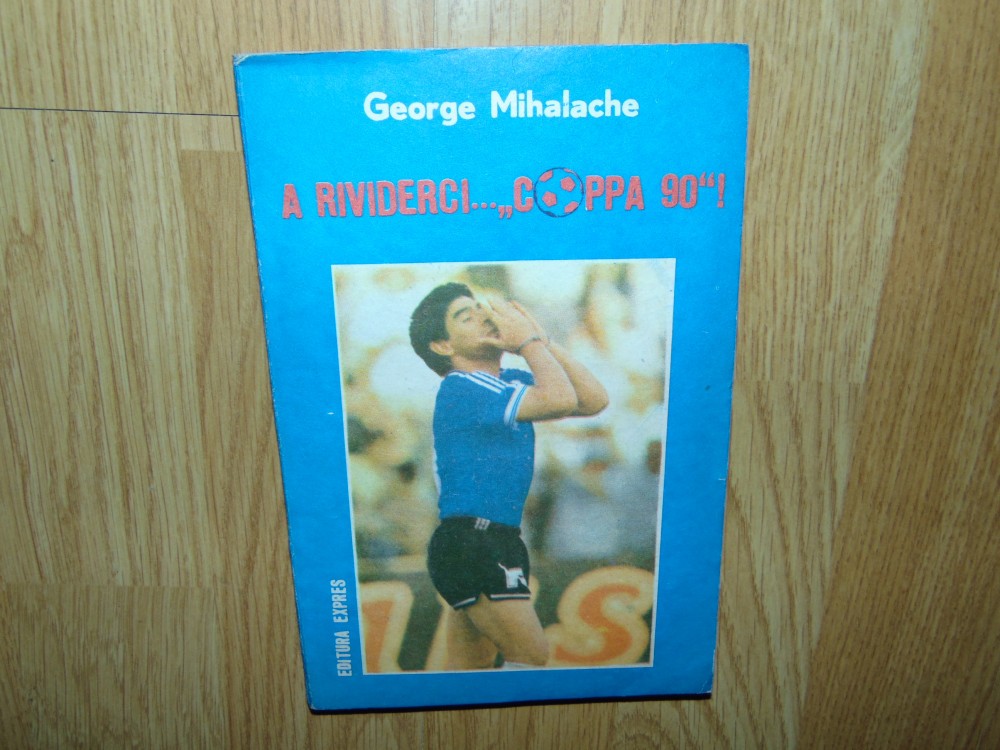 George Mihalache
A RIVIDERCI...„COPPA 90“!
EDITURA EXPRES